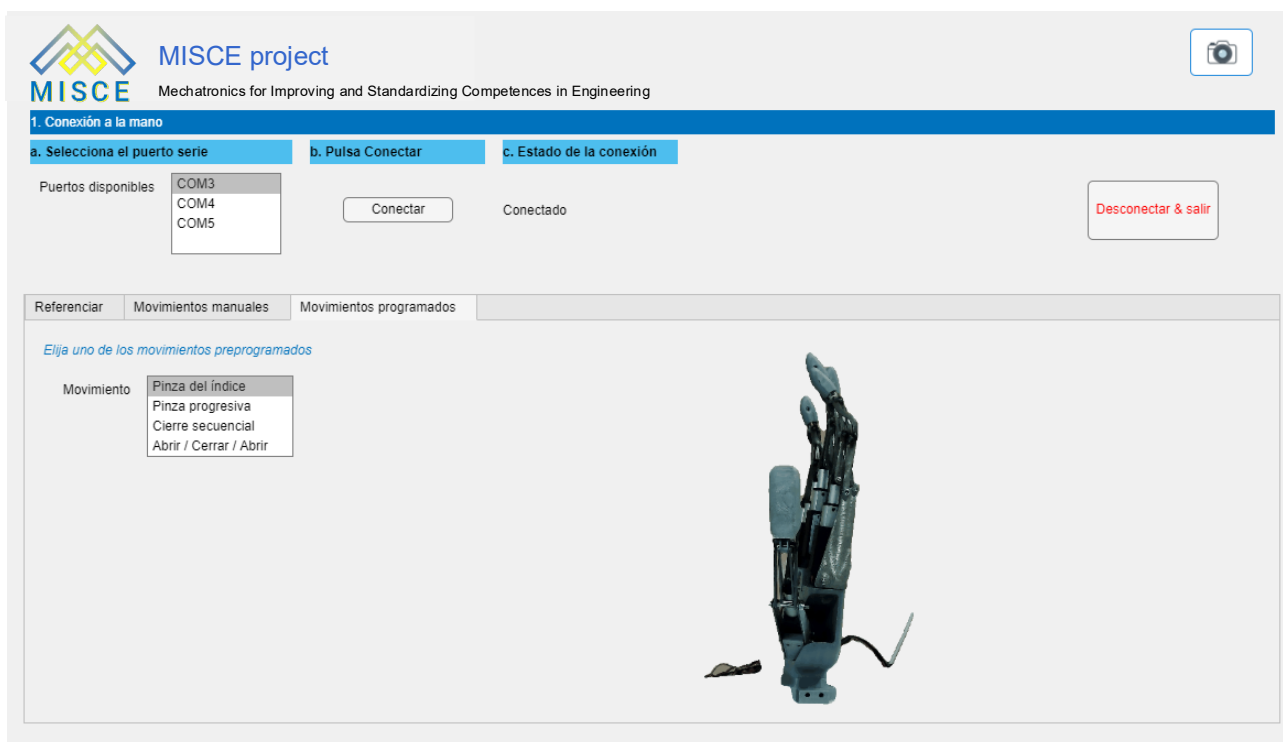 MISCE
MISCE project
Mechatronics for Improving and Standardizing Competences in Engineering
1. Conexión a la mano
a. Selecciona el puerto serie
b. Pulsa Conectar
c. Estado de la conexión
Puertos disponibles
COM3
COM4
COM5
Conectar
Conectado
Desconectar & salir
Referenciar
Movimientos manuales
Movimientos programados
Elija uno de los movimientos preprogramados
Movimiento
Pinza del índice
Pinza progresiva
Cierre secuencial
Abrir / Cerrar / Abrir